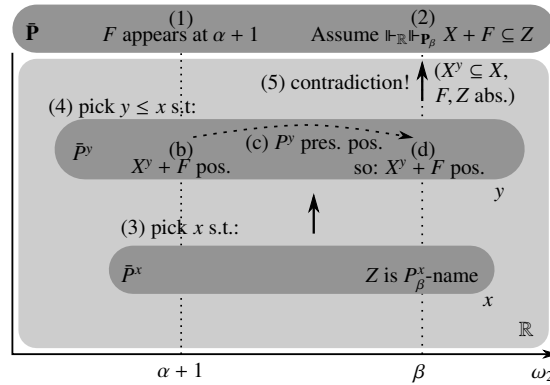 (1) (2)
P̄ F appears at α + 1 Assume ⊩ℝ⊩P_β X + F ⊆ Z
(5) contradiction! (X^y ⊆ X,
F, Z abs.)
(4) pick y ≤ x s.t:
(b) (c) P^y pres. pos. (d)
P̄^y X^y + F pos. so: X^y + F pos.
y
(3) pick x s.t.:
P̄^x Z is P^x_β-name
x
ℝ
α + 1 β ω₂